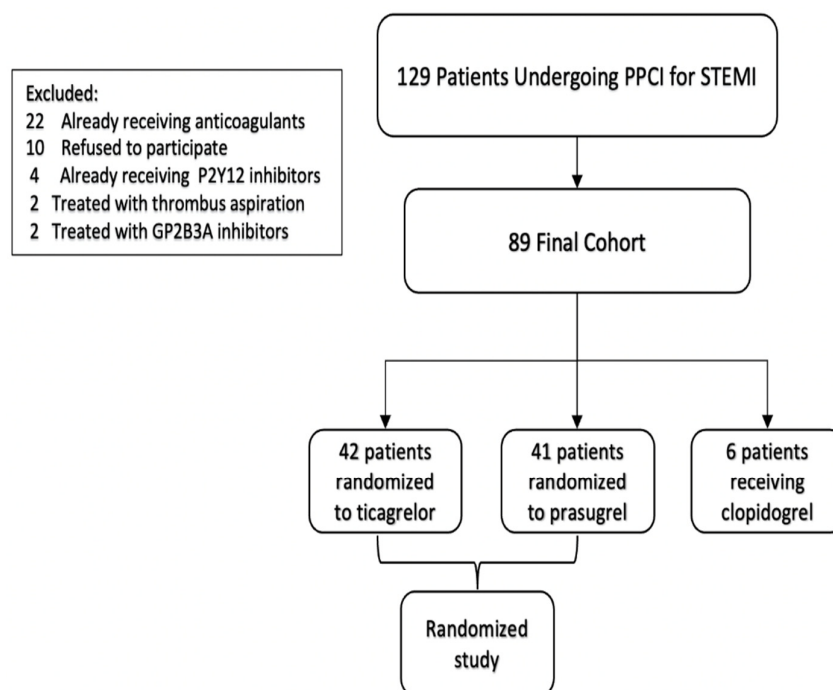 129 Patients Undergoing PPCI for STEMI
Excluded:
22 Already receiving anticoagulants
10 Refused to participate
4 Already receiving P2Y12 inhibitors
2 Treated with thrombus aspiration
2 Treated with GP2B3A inhibitors
89 Final Cohort
42 patients
randomized
to ticagrelor
41 patients
randomized
to prasugrel
6 patients
receiving
clopidogrel
Randomized
study